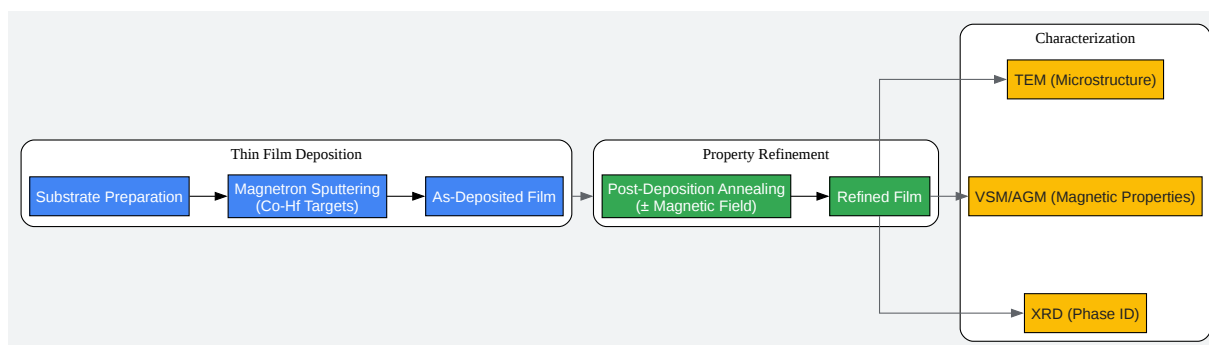 Thin Film Deposition
Substrate Preparation
Magnetron Sputtering
(Co-Hf Targets)
As-Deposited Film
Property Refinement
Post-Deposition Annealing
(± Magnetic Field)
Refined Film
Characterization
TEM (Microstructure)
VSM/AGM (Magnetic Properties)
XRD (Phase ID)